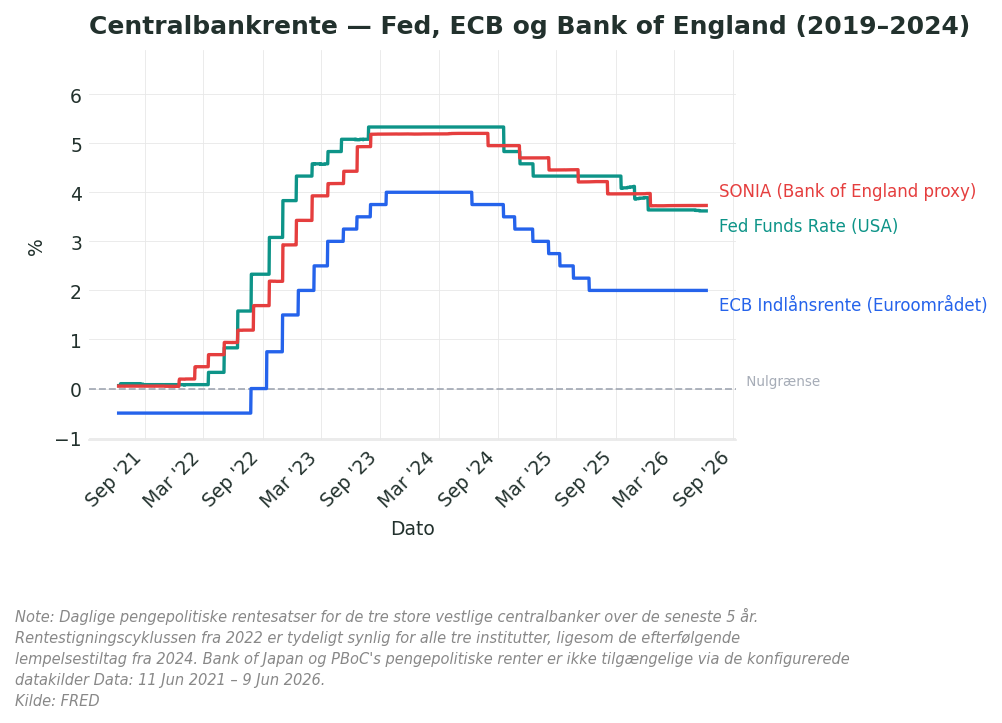 Centralbankrente — Fed, ECB og Bank of England (2019–2024)
6
5
4
3
2
1
0
−1
%
SONIA (Bank of England proxy)
Fed Funds Rate (USA)
ECB Indlånsrente (Euroområdet)
Nulgrænse
Sep '21
Mar '22
Sep '22
Mar '23
Sep '23
Mar '24
Sep '24
Mar '25
Sep '25
Mar '26
Sep '26
Dato
Note: Daglige pengepolitiske rentesatser for de tre store vestlige centralbanker over de seneste 5 år.
Rentestigningscyklussen fra 2022 er tydeligt synlig for alle tre institutter, ligesom de efterfølgende
lempelsestiltag fra 2024. Bank of Japan og PBoC's pengepolitiske renter er ikke tilgængelige via de konfigurerede
datakilder Data: 11 Jun 2021 – 9 Jun 2026.
Kilde: FRED